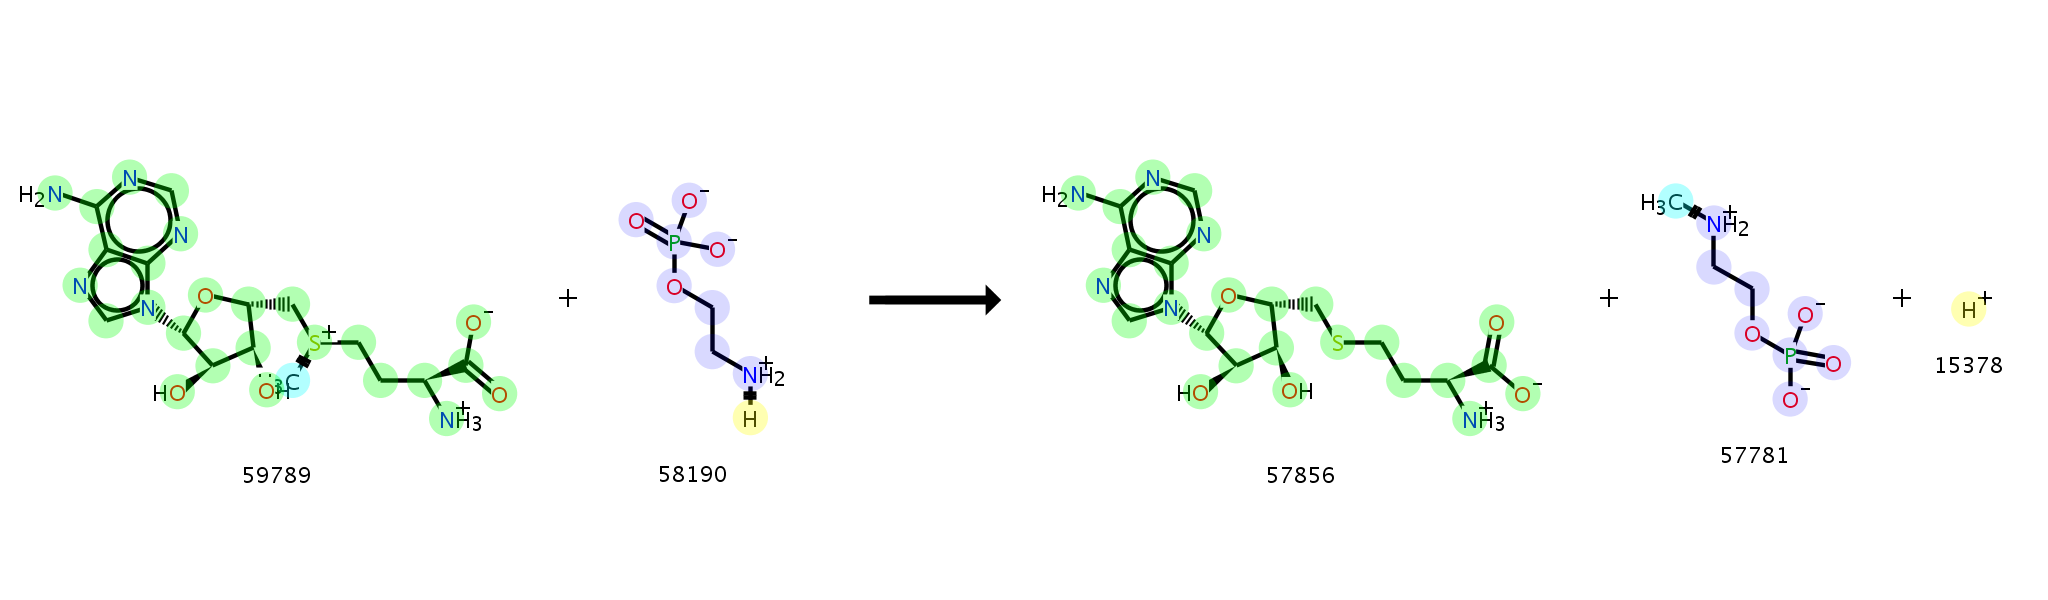 H2N N N N N O S+ H3C HO OH O- O NH3+
59789
+
O- O P O- O NH2+ H
58190
H2N N N N N O S HO OH O O- NH3+
57856
+
H3C NH2+ O O- P O O-
57781
+
H+
15378